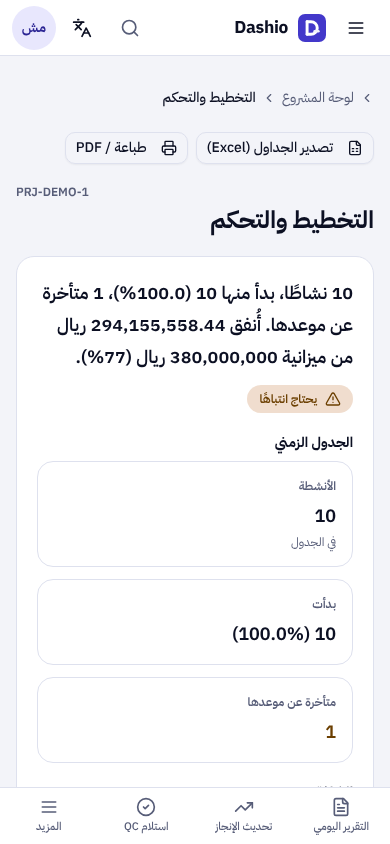 Dashio
مش
لوحة المشروع
التخطيط والتحكم
تصدير الجداول (Excel)
طباعة / PDF
PRJ-DEMO-1
التخطيط والتحكم
10 نشاطًا، بدأ منها 10 (100.0%)، 1 متأخرة
عن موعدها. أُنفق 294,155,558.44 ريال
من ميزانية 380,000,000 ريال (77%).
يحتاج انتباهًا
الجدول الزمني
الأنشطة
10
في الجدول
بدأت
10 (100.0%)
متأخرة عن موعدها
1
التقرير اليومي
تحديث الإنجاز
استلام QC
المزيد